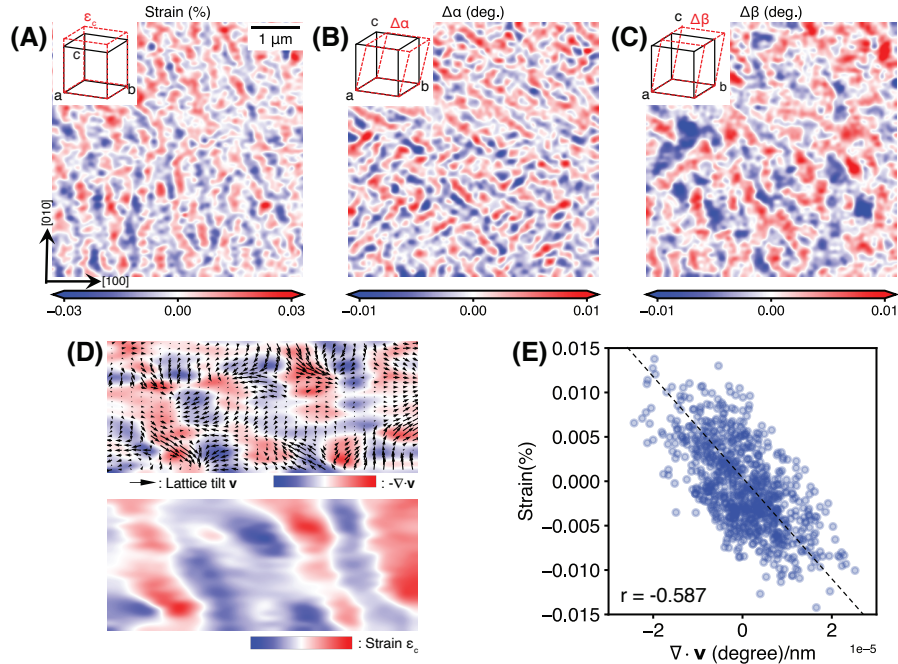 (A)
ε_c
Strain (%)
1 μm
c
a
b
[010]
[100]
−0.03 0.00 0.03
(B)
c Δα
Δα (deg.)
a
b
−0.01 0.00 0.01
(C)
c Δβ
Δβ (deg.)
a
b
−0.01 0.00 0.01
(D)
: Lattice tilt v
: -∇·v
: Strain ε_c
(E)
0.015
0.010
0.005
0.000
−0.005
−0.010
−0.015
Strain(%)
r = -0.587
−2 0 2
1e−5
∇ · v (degree)/nm